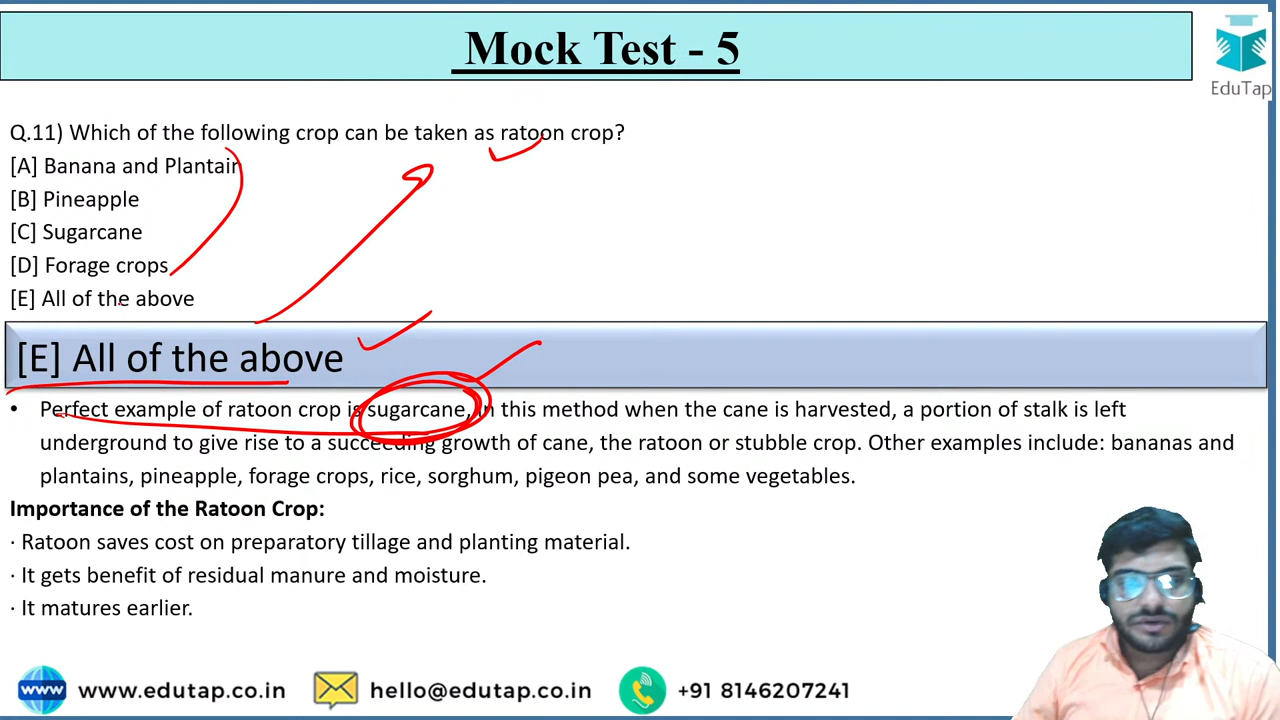 Mock Test - 5
EduTap
Q.11) Which of the following crop can be taken as ratoon crop?
[A] Banana and Plantain
[B] Pineapple
[C] Sugarcane
[D] Forage crops
[E] All of the above
[E] All of the above
• Perfect example of ratoon crop is sugarcane, in this method when the cane is harvested, a portion of stalk is left
underground to give rise to a succeeding growth of cane, the ratoon or stubble crop. Other examples include: bananas and
plantains, pineapple, forage crops, rice, sorghum, pigeon pea, and some vegetables.
Importance of the Ratoon Crop:
· Ratoon saves cost on preparatory tillage and planting material.
· It gets benefit of residual manure and moisture.
· It matures earlier.
www www.edutap.co.in hello@edutap.co.in +91 8146207241